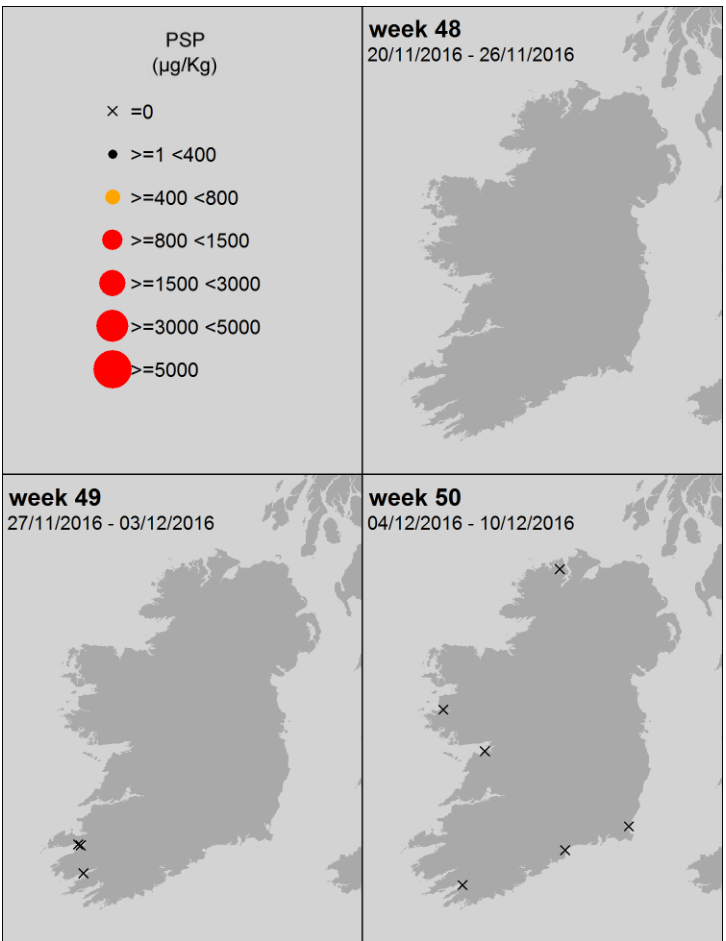 PSP
(µg/Kg)
=0
>=1 <400
>=400 <800
>=800 <1500
>=1500 <3000
>=3000 <5000
>=5000
week 48
20/11/2016 - 26/11/2016
week 49
27/11/2016 - 03/12/2016
week 50
04/12/2016 - 10/12/2016